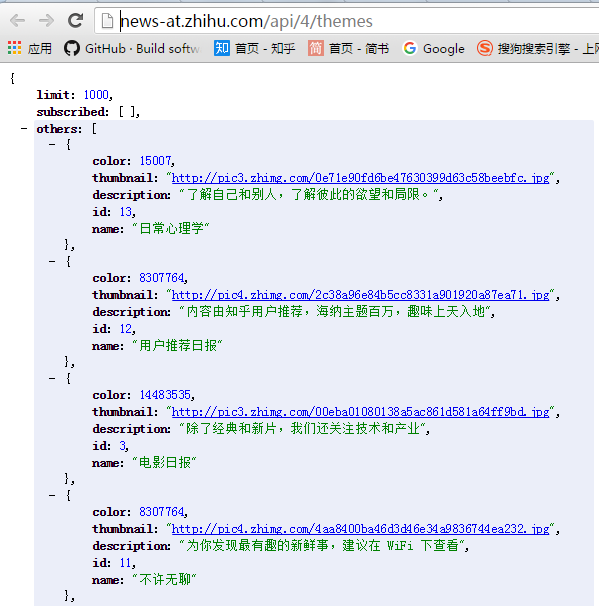 news-at.zhihu.com/api/4/themes
应用 GitHub · Build softw 知 首页 - 知乎 简 首页 - 简书 Google 搜狗搜索引擎 - 上网
{
limit: 1000,
subscribed: [ ],
- others: [
- {
color: 15007,
thumbnail: "http://pic3.zhimg.com/0e71e90fd6be47630399d63c58beebfc.jpg",
description: "了解自己和别人，了解彼此的欲望和局限。",
id: 13,
name: "日常心理学"
},
- {
color: 8307764,
thumbnail: "http://pic4.zhimg.com/2c38a96e84b5cc8331a901920a87ea71.jpg",
description: "内容由知乎用户推荐，海纳主题百万，趣味上天入地",
id: 12,
name: "用户推荐日报"
},
- {
color: 14483535,
thumbnail: "http://pic3.zhimg.com/00eba01080138a5ac861d581a64ff9bd.jpg",
description: "除了经典和新片，我们还关注技术和产业",
id: 3,
name: "电影日报"
},
- {
color: 8307764,
thumbnail: "http://pic4.zhimg.com/4aa8400ba46d3d46e34a9836744ea232.jpg",
description: "为你发现最有趣的新鲜事，建议在 WiFi 下查看",
id: 11,
name: "不许无聊"
},